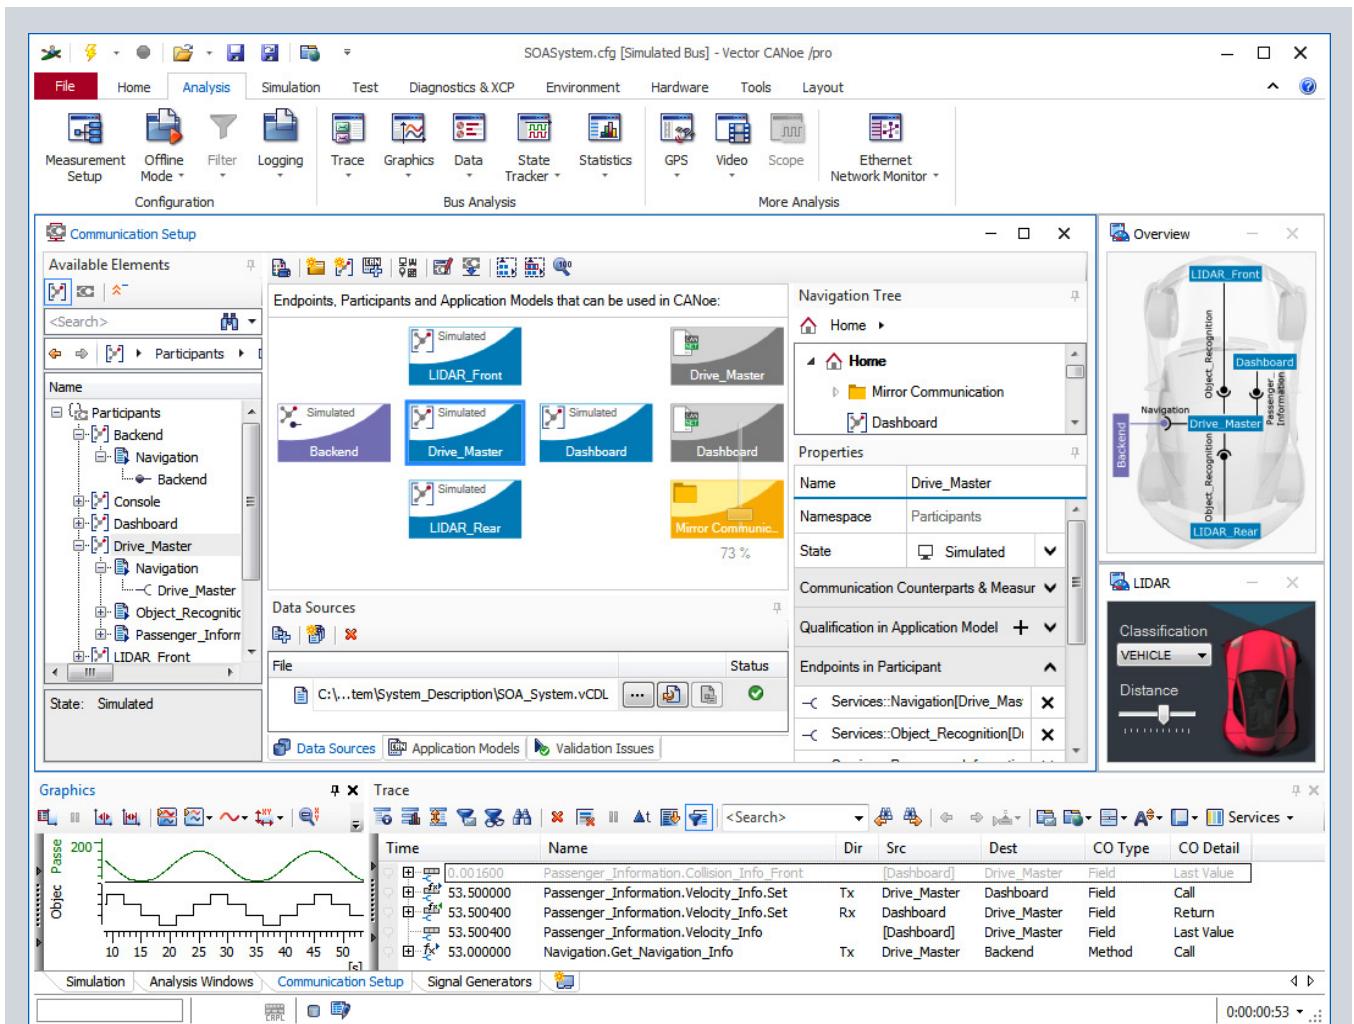 SOASystem.cfg [Simulated Bus] - Vector CANoe /pro
File Home Analysis Simulation Test Diagnostics & XCP Environment Hardware Tools Layout
Measurement Setup Offline Mode Filter Logging Trace Graphics Data State Tracker Statistics GPS Video Scope Ethernet Network Monitor
Configuration Bus Analysis More Analysis
Communication Setup
Available Elements
<Search>
Participants
Name
Participants
Backend
Navigation
Backend
Console
Dashboard
Drive_Master
Navigation
Drive_Master
Object_Recognitic
Passenger_Inform
LIDAR_Front
State: Simulated
Endpoints, Participants and Application Models that can be used in CANoe:
Simulated
LIDAR_Front
Drive_Master
Simulated
Backend
Simulated
Drive_Master
Simulated
Dashboard
Dashboard
Simulated
LIDAR_Rear
Mirror Communic...
73 %
Data Sources
File Status
C:\...tem\System_Description\SOA_System.vCDL ...
Data Sources Application Models Validation Issues
Navigation Tree
Home
Home
Mirror Communication
Dashboard
Properties
Name Drive_Master
Namespace Participants
State Simulated
Communication Counterparts & Measur
Qualification in Application Model
Endpoints in Participant
Services::Navigation[Drive_Mas
Services::Object_Recognition[Di
Overview
LIDAR_Front
Object_Recognition
Dashboard
Passenger_Information
Navigation
Drive_Master
Backend
Object_Recognition
LIDAR_Rear
LIDAR
Classification
VEHICLE
Distance
Graphics
Passe
200
Objec
10 15 20 25 30 35 40 45 50
[s]
Trace
<Search> Services
Time Name Dir Src Dest CO Type CO Detail
0.001600 Passenger_Information.Collision_Info_Front [Dashboard] Drive_Master Field Last Value
53.500000 Passenger_Information.Velocity_Info.Set Tx Drive_Master Dashboard Field Call
53.500400 Passenger_Information.Velocity_Info.Set Rx Dashboard Drive_Master Field Return
53.500400 Passenger_Information.Velocity_Info [Dashboard] Drive_Master Field Last Value
53.000000 Navigation.Get_Navigation_Info Tx Drive_Master Backend Method Call
Simulation Analysis Windows Communication Setup Signal Generators
CAPL
0:00:00:53